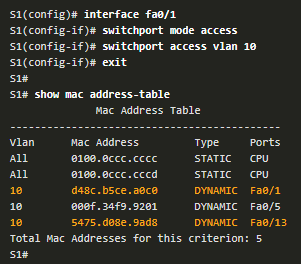 S1(config)# interface fa0/1
S1(config-if)# switchport mode access
S1(config-if)# switchport access vlan 10
S1(config-if)# exit
S1#
S1# show mac address-table
Mac Address Table
-------------------------------------------
Vlan Mac Address Type Ports
All 0100.0ccc.cccc STATIC CPU
All 0100.0ccc.cccd STATIC CPU
10 d48c.b5ce.a0c0 DYNAMIC Fa0/1
10 000f.34f9.9201 DYNAMIC Fa0/5
10 5475.d08e.9ad8 DYNAMIC Fa0/13
Total Mac Addresses for this criterion: 5
S1#